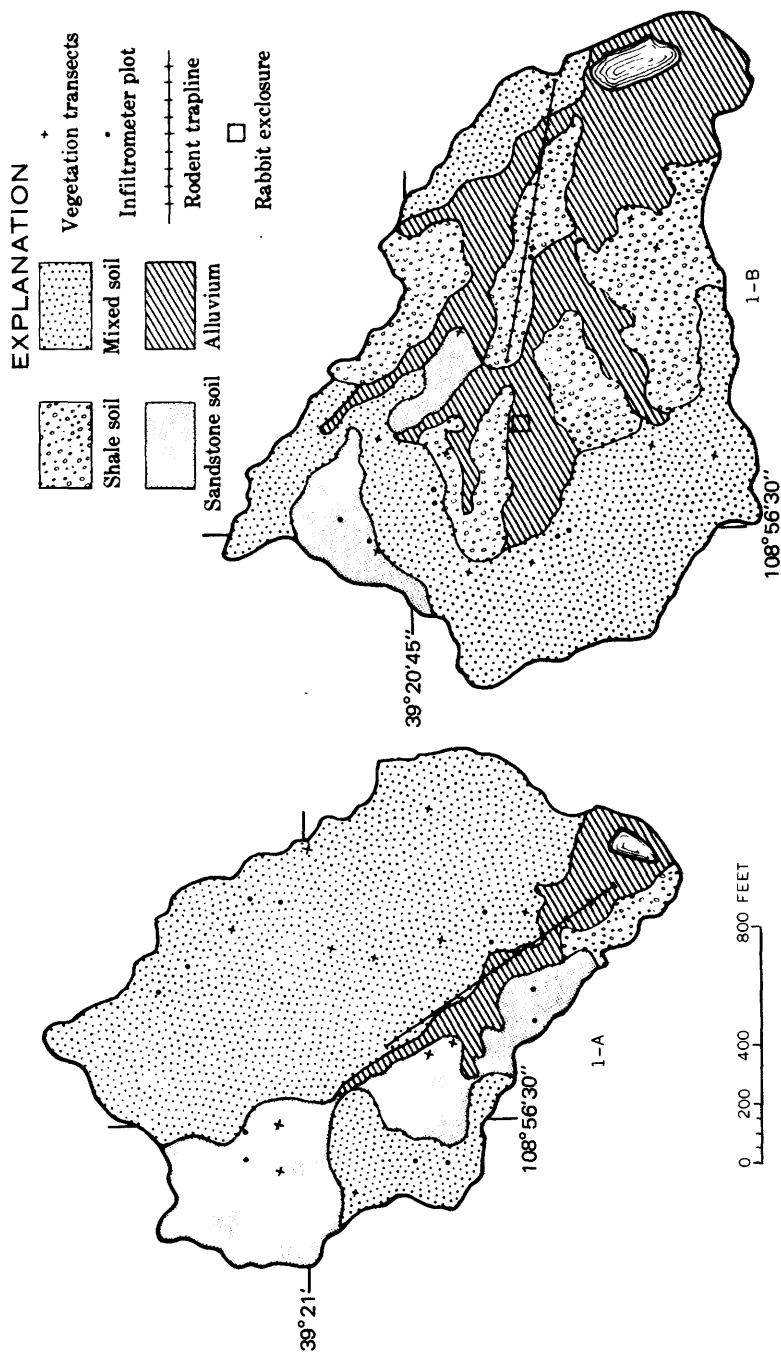 EXPLANATION
Shale soil
Mixed soil
Sandstone soil
Alluvium
Vegetation transects
Infiltrometer plot
Rodent trapline
Rabbit exclosure
39°21'
108°56'30"
1-A
0 200 400 800 FEET
39°20'45"
108°56'30"
1-B